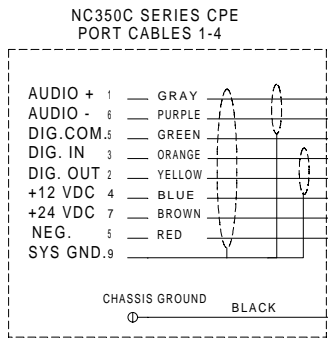 NC350C SERIES CPE
PORT CABLES 1-4
AUDIO + 1 GRAY
AUDIO - 6 PURPLE
DIG.COM. 5 GREEN
DIG. IN 3 ORANGE
DIG. OUT 2 YELLOW
+12 VDC 4 BLUE
+24 VDC 7 BROWN
NEG. 5 RED
SYS GND. 9
CHASSIS GROUND
BLACK